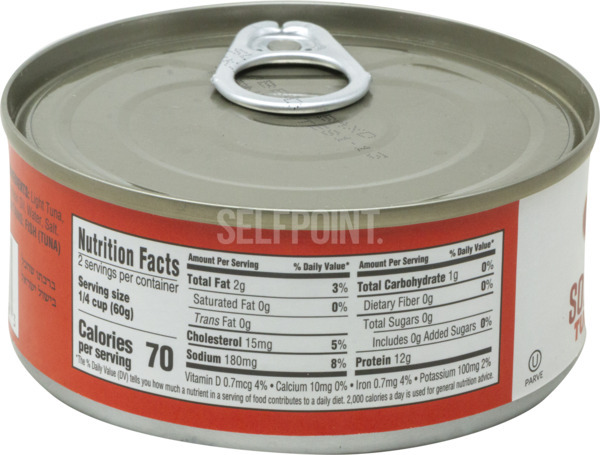 SELFPOINT.
Light Tuna,
Water, Salt.
FISH (TUNA)
Nutrition Facts
2 servings per container
Serving size
1/4 cup (60g)
Calories
per serving 70
Amount Per Serving % Daily Value*
Total Fat 2g 3%
Saturated Fat 0g 0%
Trans Fat 0g
Cholesterol 15mg 5%
Sodium 180mg 8%
Amount Per Serving % Daily Value*
Total Carbohydrate 1g 0%
Dietary Fiber 0g 0%
Total Sugars 0g
Includes 0g Added Sugars 0%
Protein 12g
Vitamin D 0.7mcg 4% • Calcium 10mg 0% • Iron 0.7mg 4% • Potassium 100mg 2%
*The % Daily Value (DV) tells you how much a nutrient in a serving of food contributes to a daily diet. 2,000 calories a day is used for general nutrition advice.
U
PARVE